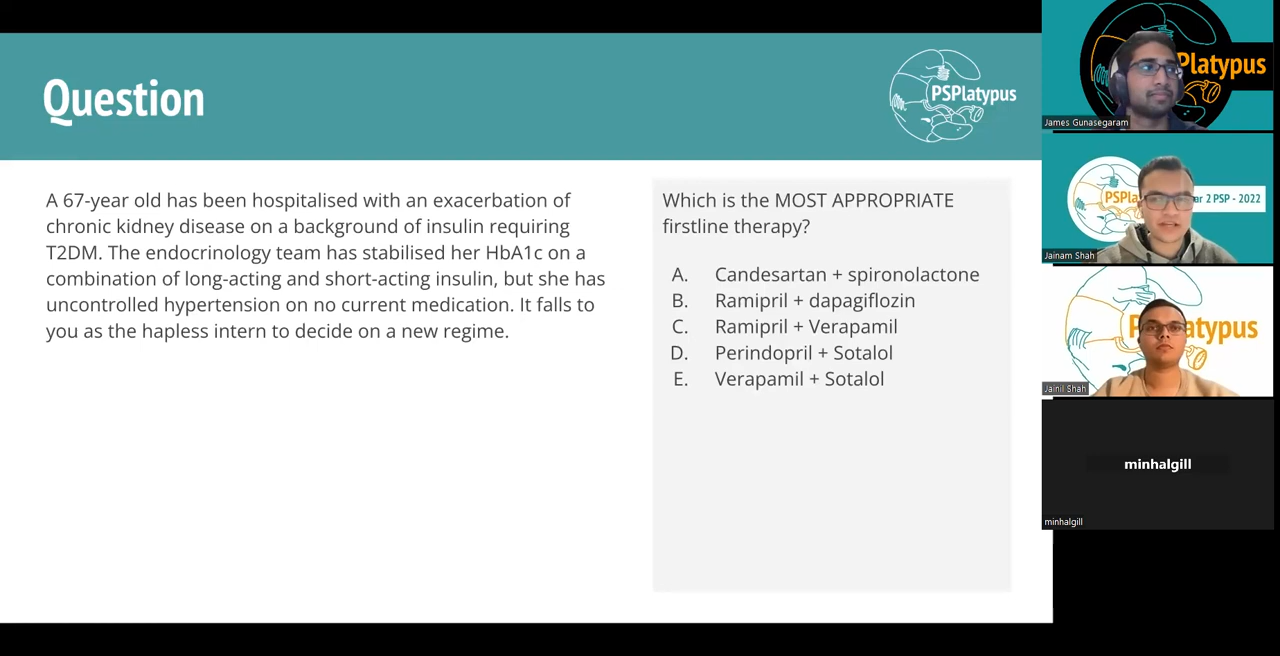 Question
PSPlatypus
A 67-year old has been hospitalised with an exacerbation of
chronic kidney disease on a background of insulin requiring
T2DM. The endocrinology team has stabilised her HbA1c on a
combination of long-acting and short-acting insulin, but she has
uncontrolled hypertension on no current medication. It falls to
you as the hapless intern to decide on a new regime.
Which is the MOST APPROPRIATE
firstline therapy?
A. Candesartan + spironolactone
B. Ramipril + dapagiflozin
C. Ramipril + Verapamil
D. Perindopril + Sotalol
E. Verapamil + Sotalol
Platypus
James Gunasegaram
PSPla
er 2 PSP - 2022
Jainam Shah
P atypus
Jainil Shah
minhalgill
minhalgill